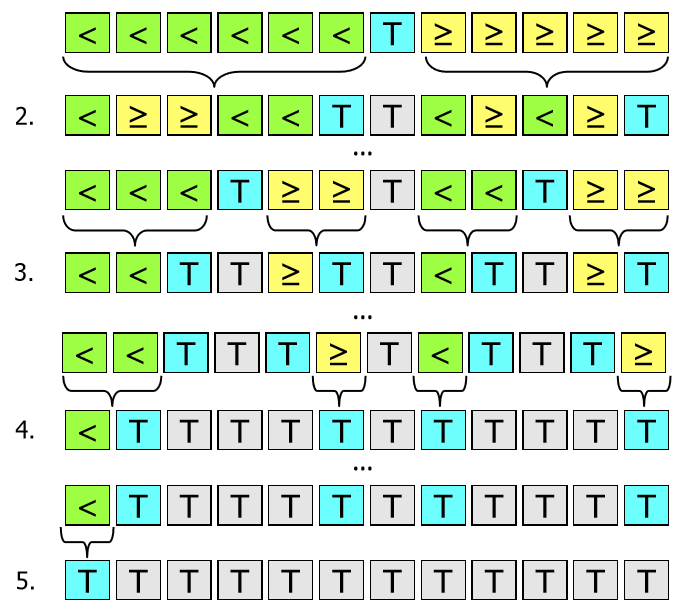 < < < < < < T ≥ ≥ ≥ ≥ ≥
2. < ≥ ≥ < < T T < ≥ < ≥ T
...
< < < T ≥ ≥ T < < T ≥ ≥
3. < < T T ≥ T T < T T ≥ T
...
< < T T T ≥ T < T T T ≥
4. < T T T T T T T T T T T
...
< T T T T T T T T T T T
5. T T T T T T T T T T T T